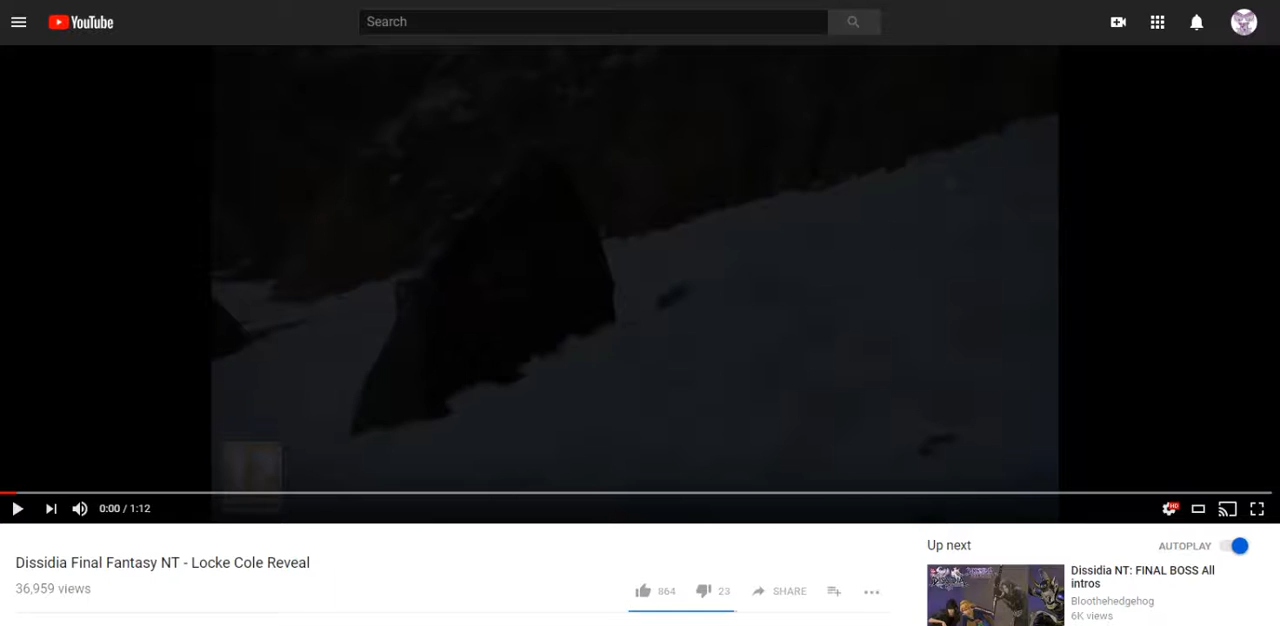 YouTube
Search
0:00 / 1:12
HD
Dissidia Final Fantasy NT - Locke Cole Reveal
36,959 views
864
23
SHARE
Up next
AUTOPLAY
Dissidia NT: FINAL BOSS All
intros
Bloothehedgehog
6K views